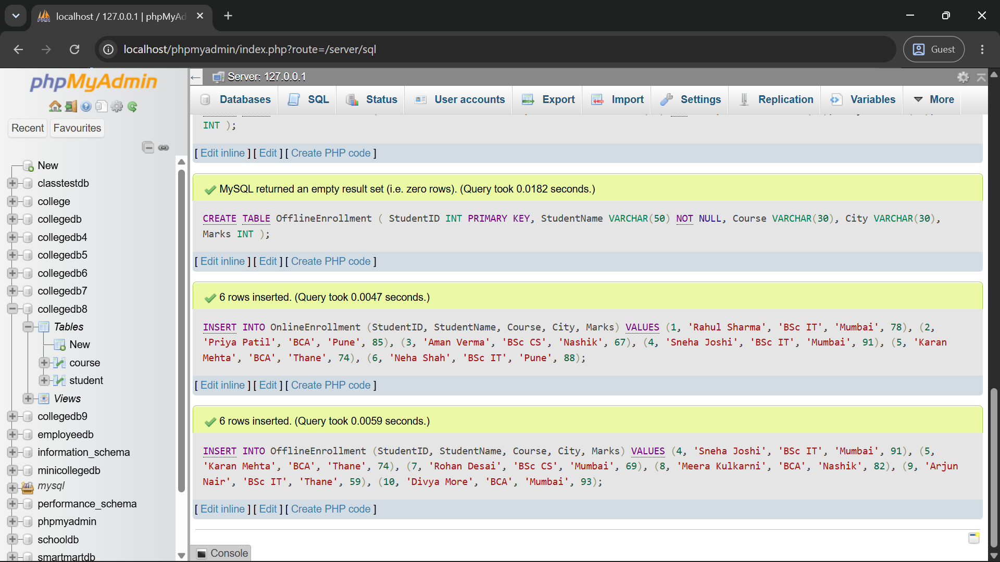 localhost / 127.0.0.1 | phpMyAd
localhost/phpmyadmin/index.php?route=/server/sql
Guest
phpMyAdmin
Recent
Favourites
New
classtestdb
college
collegedb
collegedb4
collegedb5
collegedb6
collegedb7
collegedb8
Tables
New
course
student
Views
collegedb9
employeedb
information_schema
minicollegedb
mysql
performance_schema
phpmyadmin
schooldb
smartmartdb
Server: 127.0.0.1
Databases SQL Status User accounts Export Import Settings Replication Variables More
INT );
[ Edit inline ] [ Edit ] [ Create PHP code ]
MySQL returned an empty result set (i.e. zero rows). (Query took 0.0182 seconds.)
CREATE TABLE OfflineEnrollment ( StudentID INT PRIMARY KEY, StudentName VARCHAR(50) NOT NULL, Course VARCHAR(30), City VARCHAR(30),
Marks INT );
[ Edit inline ] [ Edit ] [ Create PHP code ]
6 rows inserted. (Query took 0.0047 seconds.)
INSERT INTO OnlineEnrollment (StudentID, StudentName, Course, City, Marks) VALUES (1, 'Rahul Sharma', 'BSc IT', 'Mumbai', 78), (2,
'Priya Patil', 'BCA', 'Pune', 85), (3, 'Aman Verma', 'BSc CS', 'Nashik', 67), (4, 'Sneha Joshi', 'BSc IT', 'Mumbai', 91), (5, 'Karan
Mehta', 'BCA', 'Thane', 74), (6, 'Neha Shah', 'BSc IT', 'Pune', 88);
[ Edit inline ] [ Edit ] [ Create PHP code ]
6 rows inserted. (Query took 0.0059 seconds.)
INSERT INTO OfflineEnrollment (StudentID, StudentName, Course, City, Marks) VALUES (4, 'Sneha Joshi', 'BSc IT', 'Mumbai', 91), (5,
'Karan Mehta', 'BCA', 'Thane', 74), (7, 'Rohan Desai', 'BSc CS', 'Mumbai', 69), (8, 'Meera Kulkarni', 'BCA', 'Nashik', 82), (9, 'Arjun
Nair', 'BSc IT', 'Thane', 59), (10, 'Divya More', 'BCA', 'Mumbai', 93);
[ Edit inline ] [ Edit ] [ Create PHP code ]
Console